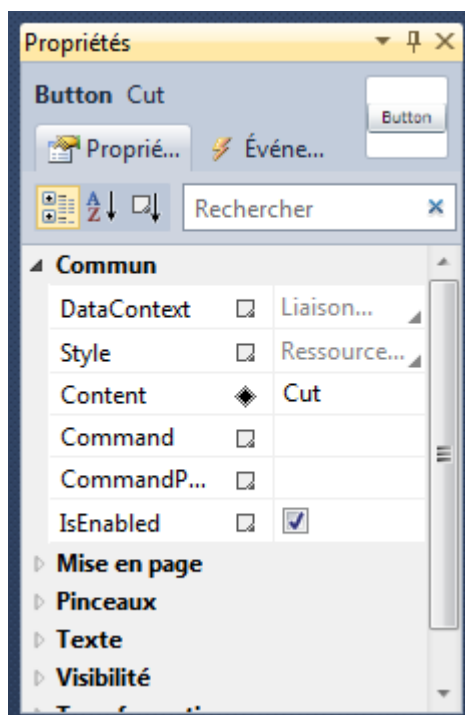 Propriétés
Button Cut
Button
Proprié... Événe...
A
Z
Rechercher
Commun
DataContext Liaison...
Style Ressource...
Content Cut
Command
CommandP...
IsEnabled
Mise en page
Pinceaux
Texte
Visibilité